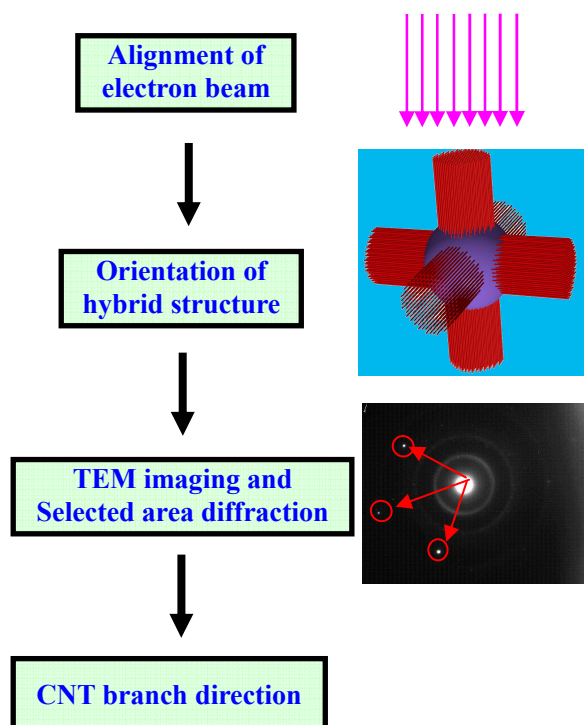 Alignment of
electron beam
Orientation of
hybrid structure
TEM imaging and
Selected area diffraction
CNT branch direction